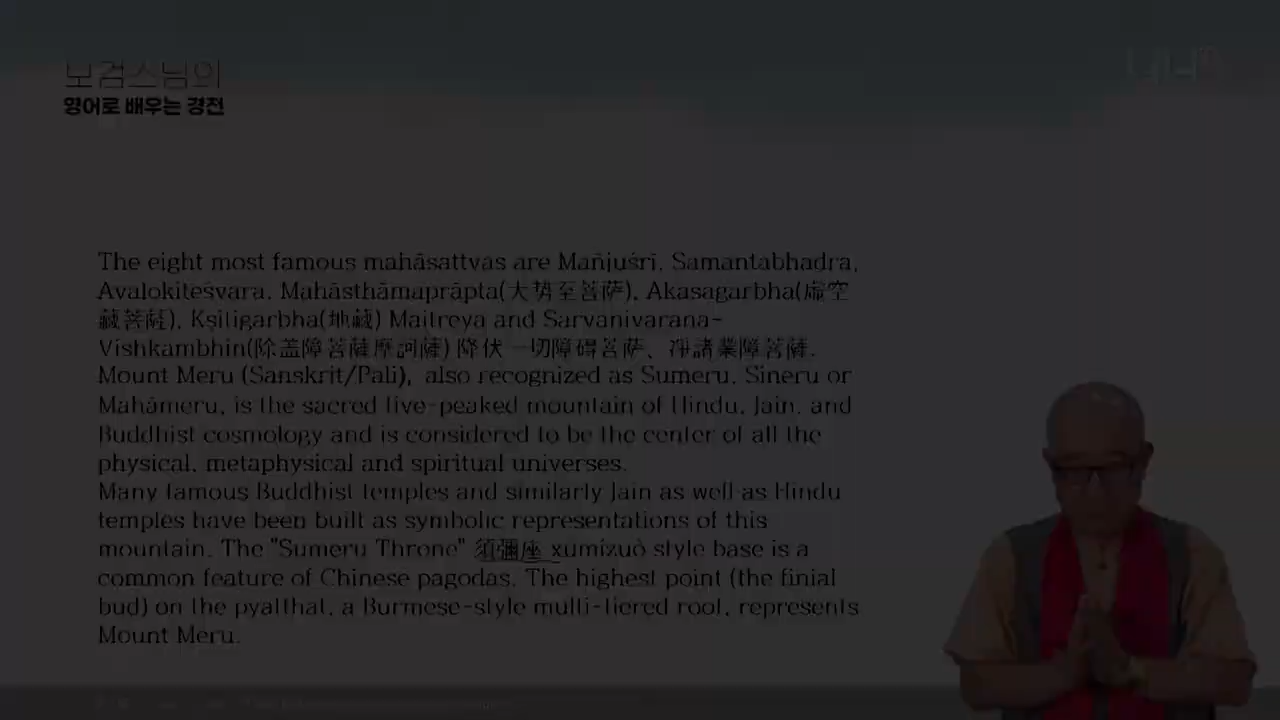 보검스님의
영어로 배우는 경전
The eight most famous mahāsattvas are Mañjuśrī, Samantabhadra,
Avalokiteśvara, Mahāsthāmaprāpta(大势至菩萨), Akasagarbha(虛空
藏菩薩), Kṣitigarbha(地藏) Maitreya and Sarvanivarana-
Vishkambhin(除盖障菩薩摩訶薩) 降伏一切障碍菩萨、凈諸業障菩薩.
Mount Meru (Sanskrit/Pali), also recognized as Sumeru, Sineru or
Mahāmeru, is the sacred five-peaked mountain of Hindu, Jain, and
Buddhist cosmology and is considered to be the center of all the
physical, metaphysical and spiritual universes.
Many famous Buddhist temples and similarly Jain as well as Hindu
temples have been built as symbolic representations of this
mountain. The "Sumeru Throne" 須彌座 xūmízuò style base is a
common feature of Chinese pagodas. The highest point (the finial
bud) on the pyatthat, a Burmese-style multi-tiered roof, represents
Mount Meru.